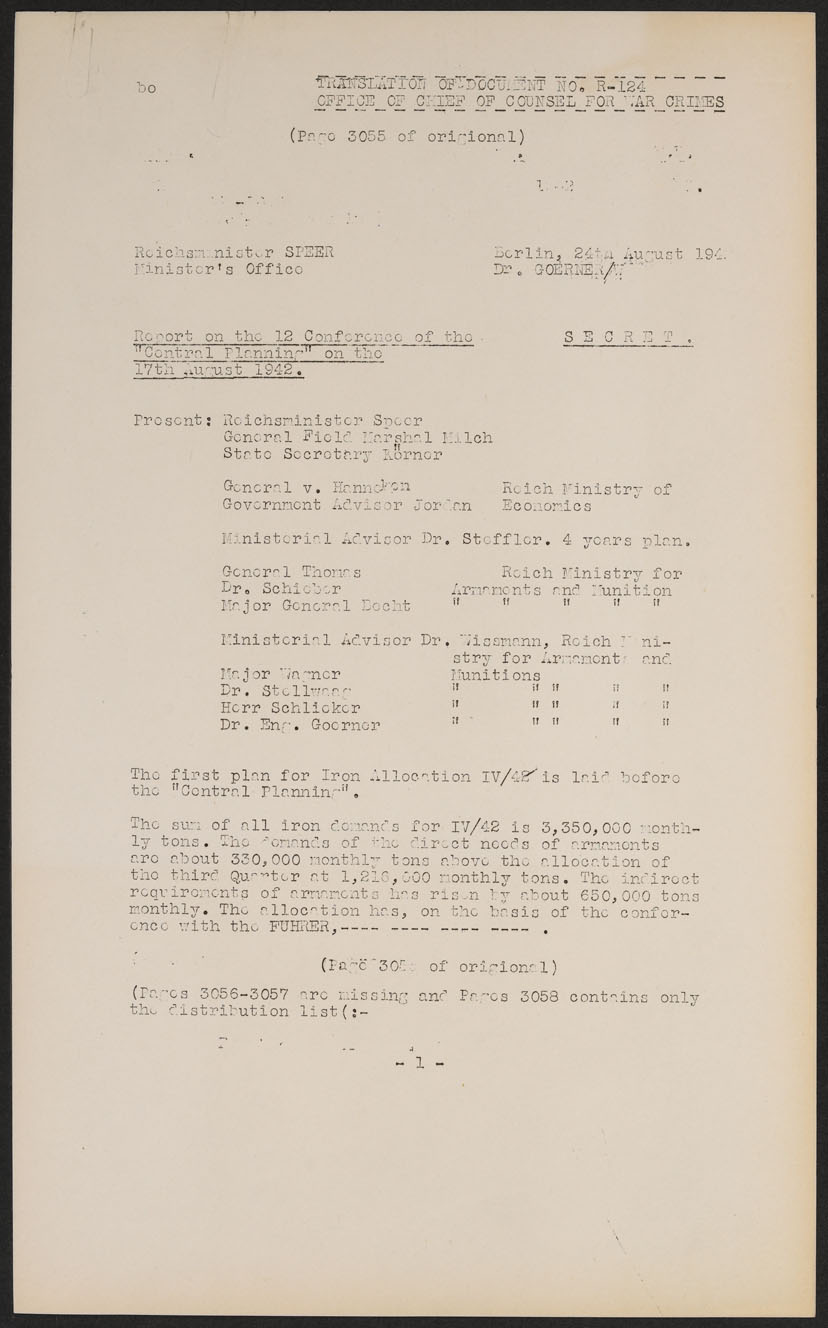 bo
TRANSLATION OF DOCUMENT NO. R-124
OFFICE OF CHIEF OF COUNSEL FOR WAR CRIMES
(Page 3055 of origional)
Reichsminister SPEER Berlin, 24th August 194
Minister's Office Dr. GOERNER/
Report on the 12 Conference of the S E C R E T .
"Central Planning" on the
17th August 1942.
Present: Reichsminister Speer
General Field Marshal Milch
State Secretary Körner
General v. Hanneken Reich Ministry of
Government Advisor Jordan Economics
Ministerial Advisor Dr. Steffler. 4 years plan.
General Thomas Reich Ministry for
Dr. Schieber Armaments and Munition
Major General Becht " " " " "
Ministerial Advisor Dr. Wissmann, Reich Mini-
stry for Armaments and
Major Wagner Munitions
Dr. Stellwaag " " " " "
Herr Schlieker " " " " "
Dr. Eng. Goerner " " " " "
The first plan for Iron Allocation IV/42 is laid before
the "Central Planning".
The sum of all iron demands for IV/42 is 3,350,000 month-
ly tons. The demands of the direct needs of armaments
are about 330,000 monthly tons above the allocation of
the third Quarter at 1,216,000 monthly tons. The indirect
requirements of armaments has risen by about 650,000 tons
monthly. The allocation has, on the basis of the confer-
ence with the FUHRER,---- ---- ---- ---- .
(Page of origional)
(Pages 3056-3057 are missing and Pages 3058 contains only
the distribution list(:-
- 1 -